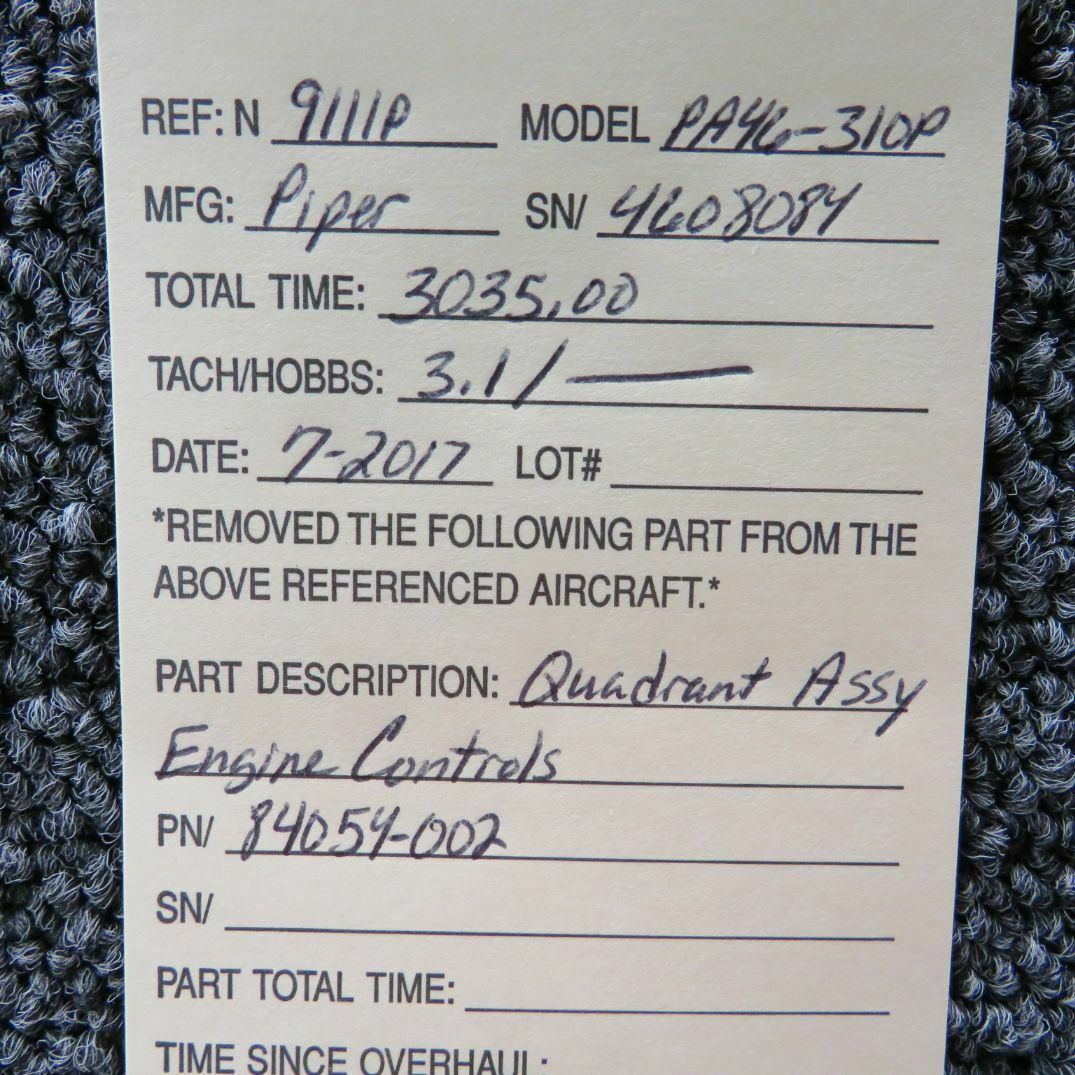 REF: N 9111P MODEL PA46-310P
MFG: Piper SN/ 4608084
TOTAL TIME: 3035.00
TACH/HOBBS: 3.1/—
DATE: 7-2017 LOT#
*REMOVED THE FOLLOWING PART FROM THE
ABOVE REFERENCED AIRCRAFT.*
PART DESCRIPTION: Quadrant Assy
Engine Controls
PN/ 84054-002
SN/
PART TOTAL TIME:
TIME SINCE OVERHAUL: